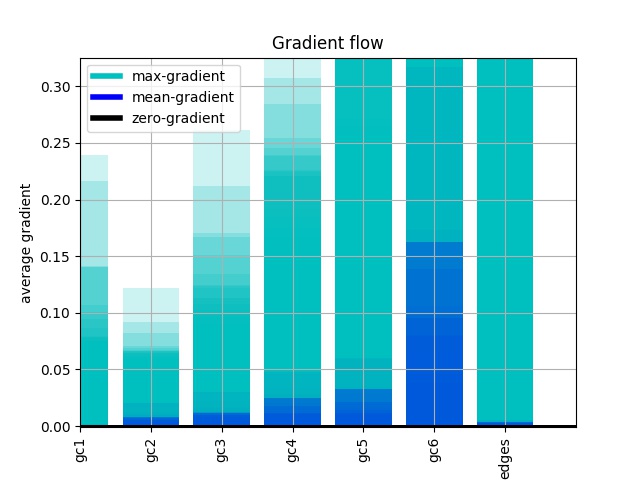 Gradient flow
max-gradient
mean-gradient
zero-gradient
average gradient
0.30
0.25
0.20
0.15
0.10
0.05
0.00
gc1
gc2
gc3
gc4
gc5
gc6
edges